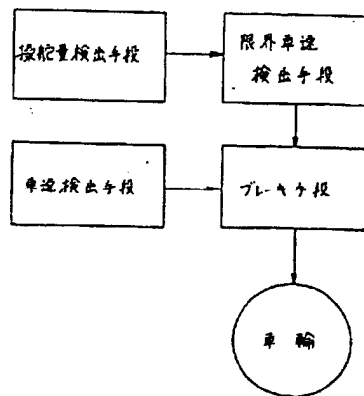 操舵量検出手段
限界車速
検出手段
車速検出手段
ブレーキ手段
車輪